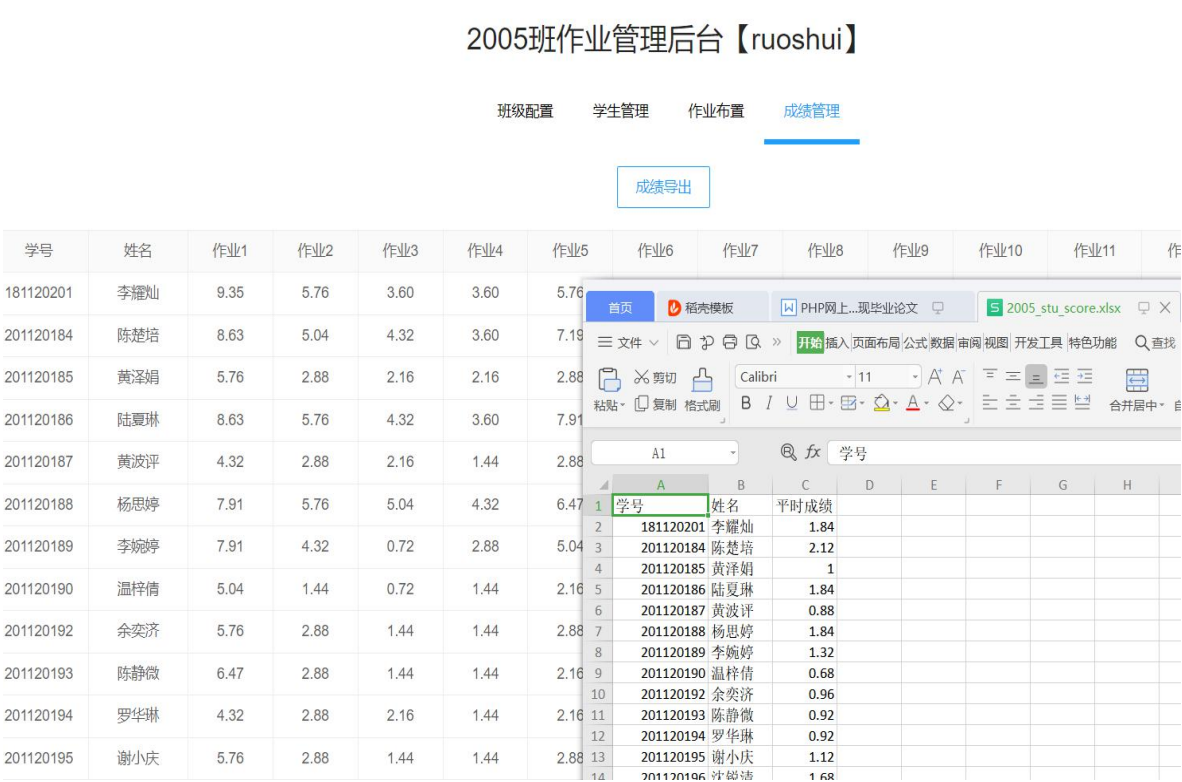 2005班作业管理后台【ruoshui】
班级配置 学生管理 作业布置 成绩管理
成绩导出
学号 姓名 作业1 作业2 作业3 作业4 作业5 作业6 作业7 作业8 作业9 作业10 作业11
181120201 李耀灿 9.35 5.76 3.60 3.60 5.76
201120184 陈楚培 8.63 5.04 4.32 3.60 7.19
201120185 黄泽娟 5.76 2.88 2.16 2.16 2.88
201120186 陆夏琳 8.63 5.76 4.32 3.60 7.91
201120187 黄波评 4.32 2.88 2.16 1.44 2.88
201120188 杨思婷 7.91 5.76 5.04 4.32 6.47
201120189 李婉婷 7.91 4.32 0.72 2.88 5.04
201120190 温梓倩 5.04 1.44 0.72 1.44 2.16
201120192 余奕济 5.76 2.88 1.44 1.44 2.88
201120193 陈静微 6.47 2.88 1.44 1.44 2.16
201120194 罗华琳 4.32 2.88 2.16 1.44 2.16
201120195 谢小庆 5.76 2.88 1.44 1.44 2.88
首页 稻壳模板 PHP网上...现毕业论文 2005_stu_score.xlsx
文件 开始 插入 页面布局 公式 数据 审阅 视图 开发工具 特色功能 查找
剪切 Calibri 11
粘贴 复制 格式刷 B I U A 合并居中
A1 fx 学号
A B C D E F G H
1 学号 姓名 平时成绩
2 181120201 李耀灿 1.84
3 201120184 陈楚培 2.12
4 201120185 黄泽娟 1
5 201120186 陆夏琳 1.84
6 201120187 黄波评 0.88
7 201120188 杨思婷 1.84
8 201120189 李婉婷 1.32
9 201120190 温梓倩 0.68
10 201120192 余奕济 0.96
11 201120193 陈静微 0.92
12 201120194 罗华琳 0.92
13 201120195 谢小庆 1.12
14 201120196 1.68